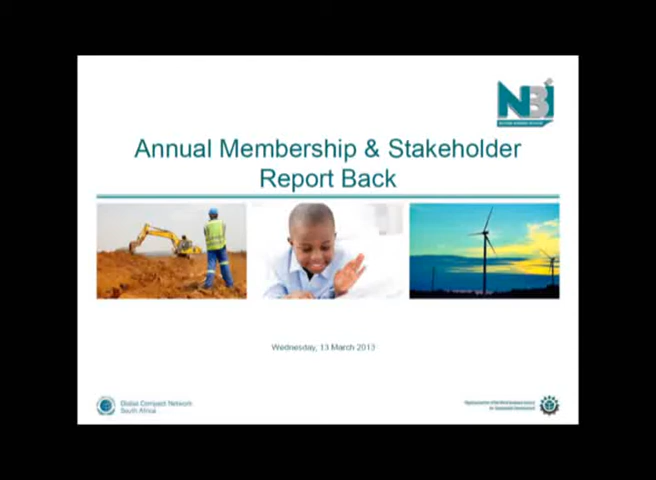 NBI
Annual Membership & Stakeholder
Report Back
Wednesday, 13 March 2013
Global Compact Network
South Africa